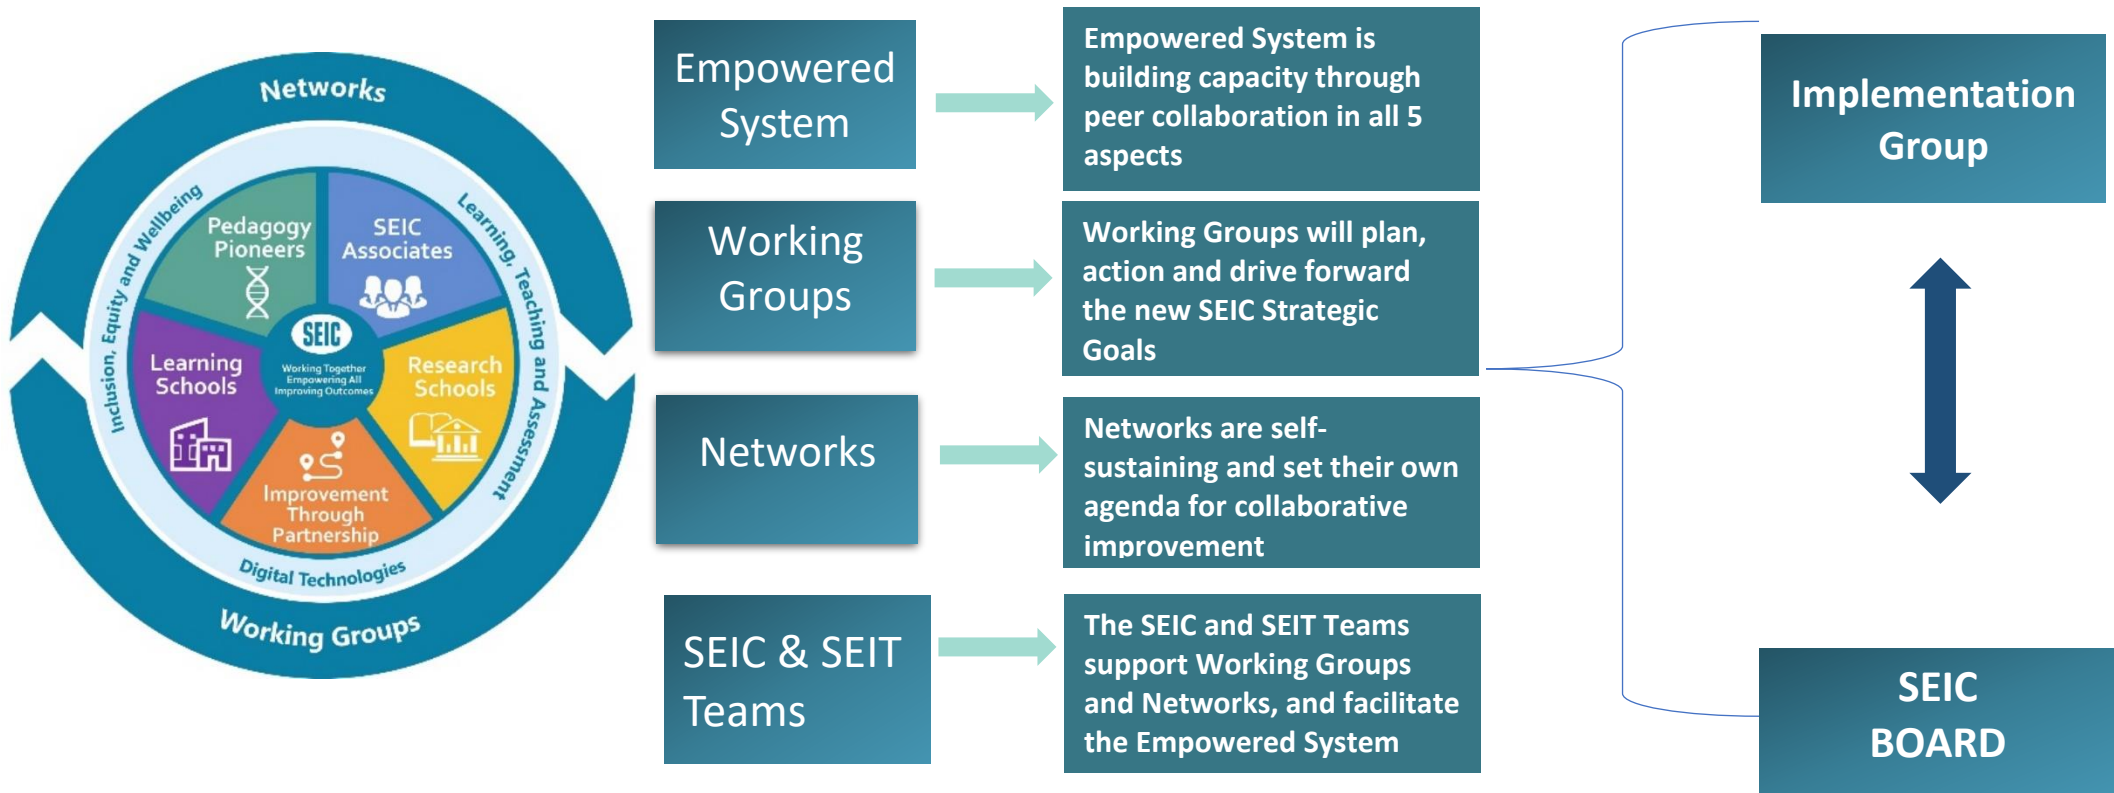 Networks
Inclusion, Equity and Wellbeing
Learning, Teaching and Assessment
Digital Technologies
Working Groups
Pedagogy
Pioneers
SEIC
Associates
Learning
Schools
Research
Schools
Improvement
Through
Partnership
SEIC
Working Together
Empowering All
Improving Outcomes
Empowered
System
Empowered System is
building capacity through
peer collaboration in all 5
aspects
Working
Groups
Working Groups will plan,
action and drive forward
the new SEIC Strategic
Goals
Networks
Networks are self-
sustaining and set their own
agenda for collaborative
improvement
SEIC & SEIT
Teams
The SEIC and SEIT Teams
support Working Groups
and Networks, and facilitate
the Empowered System
Implementation
Group
SEIC
BOARD